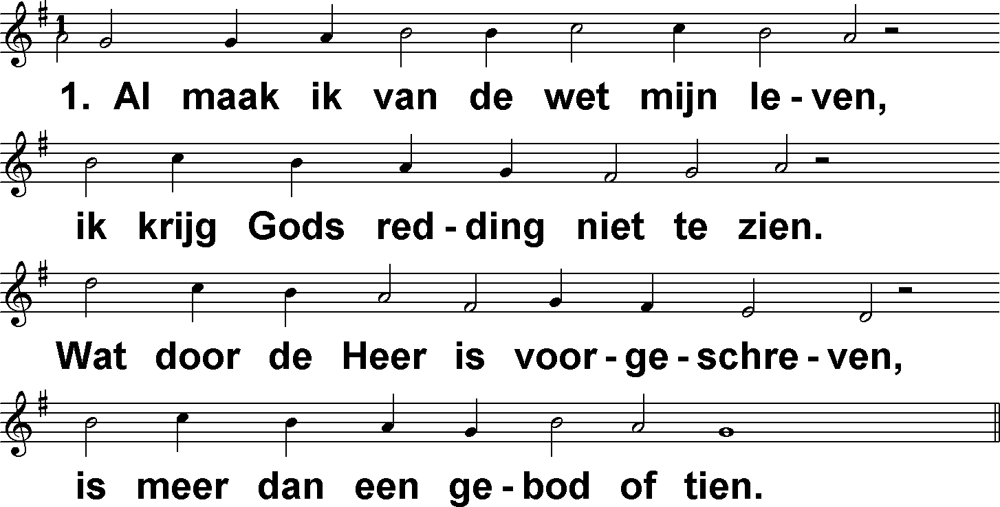 1
1. Al maak ik van de wet mijn le - ven,
ik krijg Gods red - ding niet te zien.
Wat door de Heer is voor - ge - schre - ven,
is meer dan een ge - bod of tien.